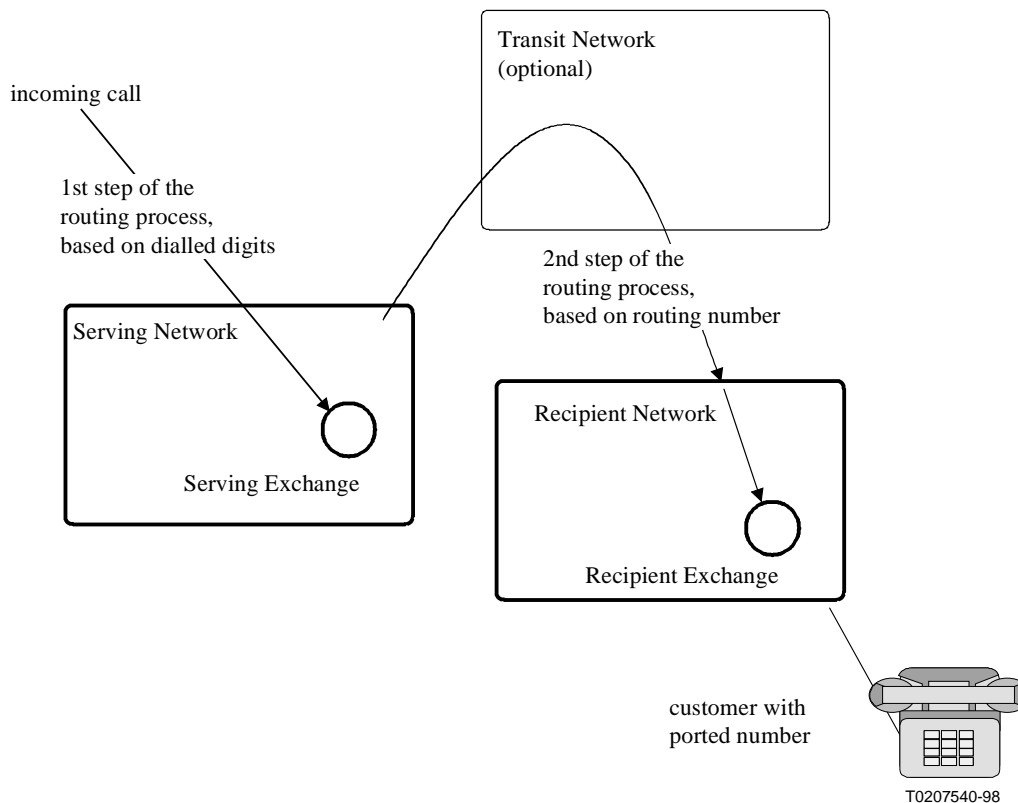 Transit Network
(optional)
incoming call
1st step of the
routing process,
based on dialled digits
2nd step of the
routing process,
based on routing number
Serving Network
Serving Exchange
Recipient Network
Recipient Exchange
customer with
ported number
T0207540-98